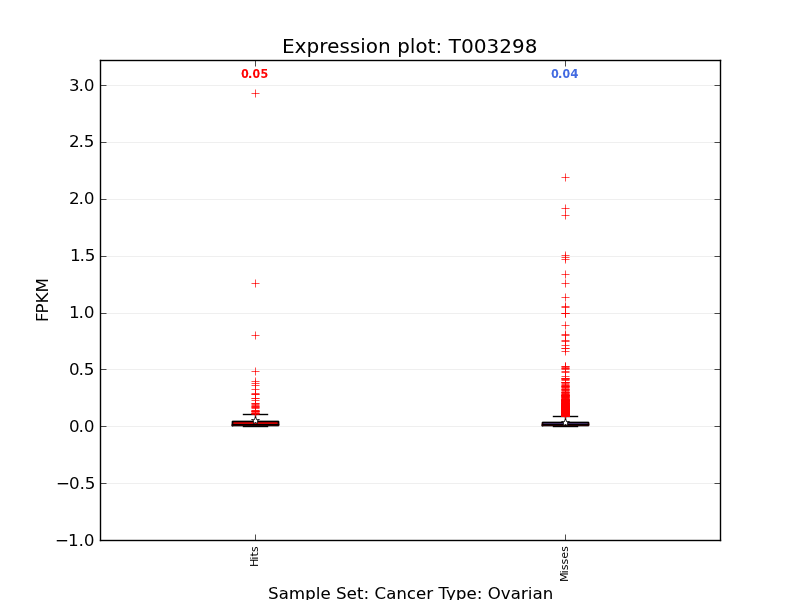 Expression plot: T003298
0.05
0.04
3.0
2.5
2.0
1.5
1.0
0.5
0.0
−0.5
−1.0
FPKM
Hits
Misses
Sample Set: Cancer Type: Ovarian